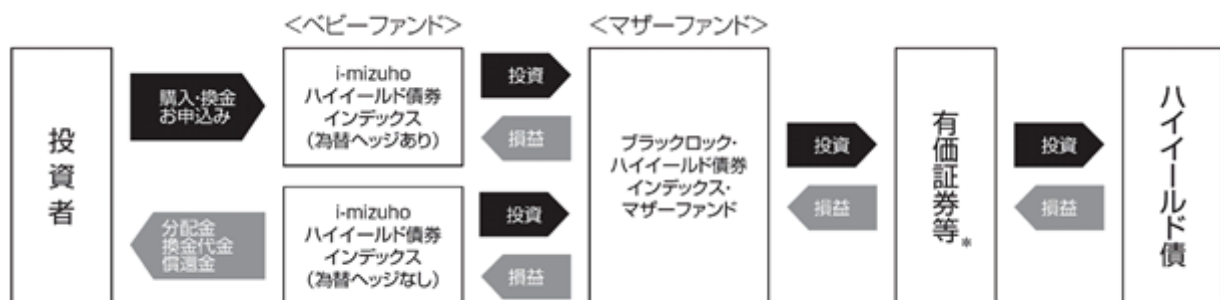 <ベビーファンド>
<マザーファンド>
投資者
購入・換金
お申込み
分配金
換金代金
償還金
i-mizuho
ハイイールド債券
インデックス
(為替ヘッジあり)
投資
損益
i-mizuho
ハイイールド債券
インデックス
(為替ヘッジなし)
投資
損益
ブラックロック・
ハイイールド債券
インデックス・
マザーファンド
投資
損益
有価証券等*
投資
損益
ハイイールド債